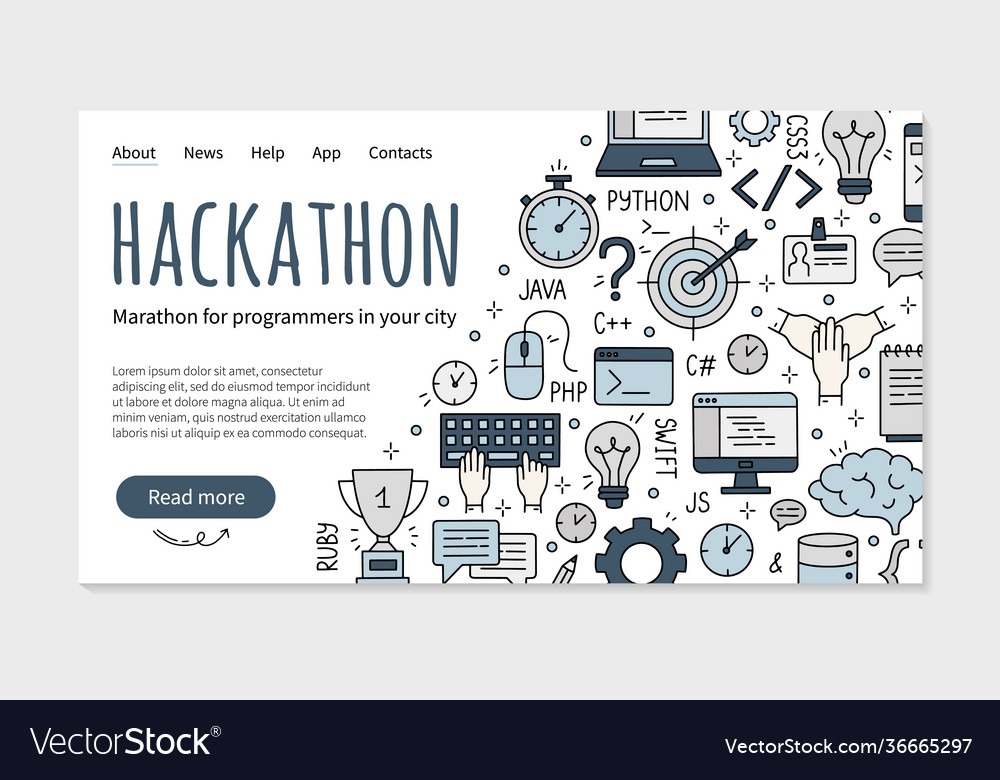 About News Help App Contacts
HACKATHON
Marathon for programmers in your city
Lorem ipsum dolor sit amet, consectetur
adipiscing elit, sed do eiusmod tempor incididunt
ut labore et dolore magna aliqua. Ut enim ad
minim veniam, quis nostrud exercitation ullamco
laboris nisi ut aliquip ex ea commodo consequat.
Read more
CSS3
</>
PYTHON
>_
?
JAVA
C++
C#
PHP
>_
SWIFT
1
JS
RUBY
&
{
VectorStock®
VectorStock.com/36665297